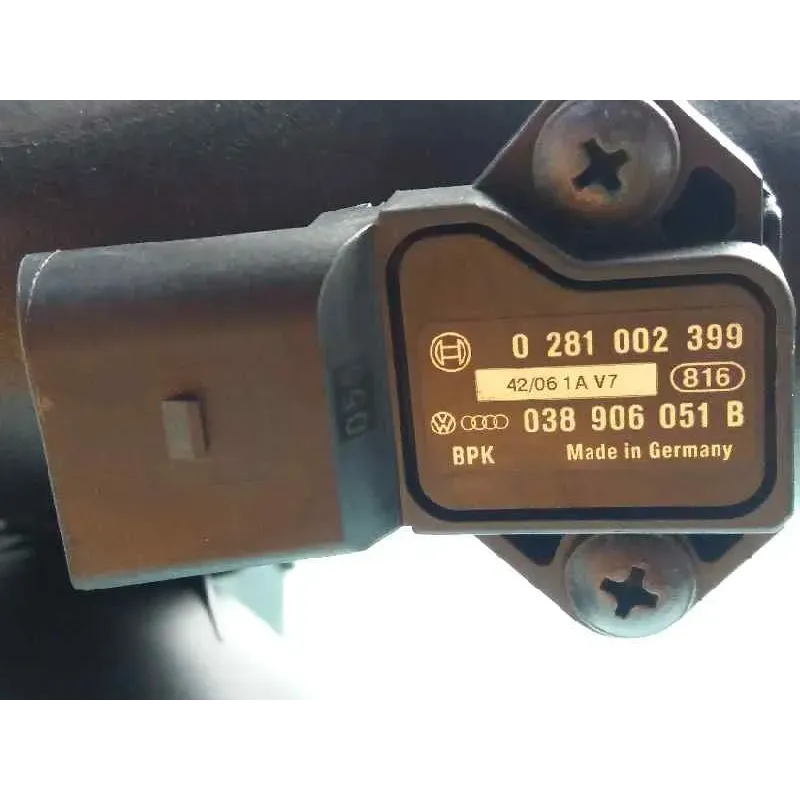 0 281 002 399
42/06 1A V7 816
038 906 051 B
BPK Made in Germany